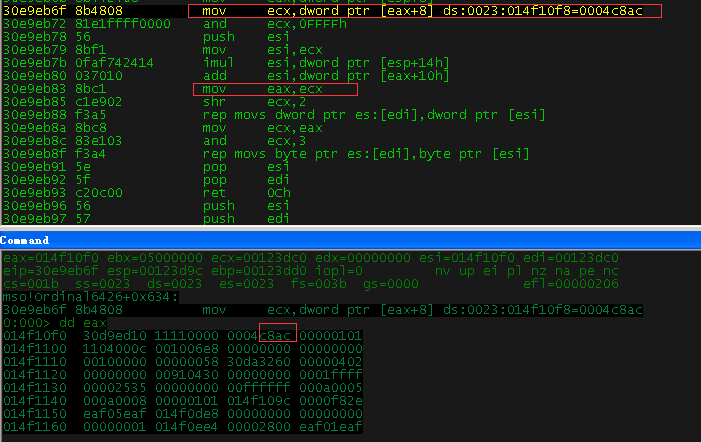 30e9eb6f 8b4808          mov     ecx,dword ptr [eax+8] ds:0023:014f10f8=0004c8ac
30e9eb72 81e1ffff0000    and     ecx,0FFFFh
30e9eb78 56              push    esi
30e9eb79 8bf1            mov     esi,ecx
30e9eb7b 0faf742414      imul    esi,dword ptr [esp+14h]
30e9eb80 037010          add     esi,dword ptr [eax+10h]
30e9eb83 8bc1            mov     eax,ecx
30e9eb85 c1e902          shr     ecx,2
30e9eb88 f3a5            rep movs dword ptr es:[edi],dword ptr [esi]
30e9eb8a 8bc8            mov     ecx,eax
30e9eb8c 83e103          and     ecx,3
30e9eb8f f3a4            rep movs byte ptr es:[edi],byte ptr [esi]
30e9eb91 5e              pop     esi
30e9eb92 5f              pop     edi
30e9eb93 c20c00          ret     0Ch
30e9eb96 56              push    esi
30e9eb97 57              push    edi
Command
eax=014f10f0 ebx=05000000 ecx=00123dc0 edx=00000000 esi=014f10f0 edi=00123dc0
eip=30e9eb6f esp=00123d9c ebp=00123dd0 iopl=0         nv up ei pl nz na pe nc
cs=001b  ss=0023  ds=0023  es=0023  fs=003b  gs=0000             efl=00000206
mso!Ordinal6426+0x634:
30e9eb6f 8b4808          mov     ecx,dword ptr [eax+8] ds:0023:014f10f8=0004c8ac
0:000> dd eax
014f10f0  30d9ed10 11110000 0004c8ac 00000101
014f1100  1104000c 001006e8 00000000 00000000
014f1110  00100000 00000058 30da3260 00000402
014f1120  00000000 00910430 00000000 0001ffff
014f1130  00002535 00000000 00ffffff 000a0005
014f1140  000a0008 00000101 014f109c 0000f82e
014f1150  eaf05eaf 014f0de8 00000000 00000000
014f1160  00000001 014f0ee4 00002800 eaf01eaf